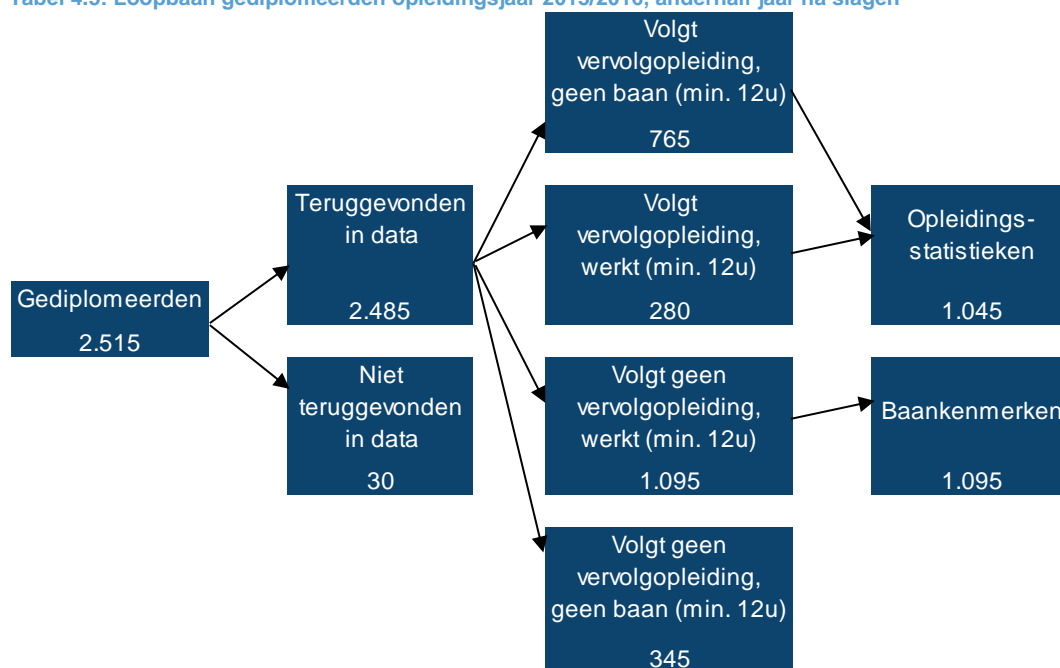 Gediplomeerden
2.515
Teruggevonden
in data
2.485
Niet
teruggevonden
in data
30
Volgt
vervolgopleiding,
geen baan (min. 12u)
765
Volgt
vervolgopleiding,
werkt (min. 12u)
280
Volgt geen
vervolgopleiding,
werkt (min. 12u)
1.095
Volgt geen
vervolgopleiding,
geen baan (min. 12u)
345
Opleidings-
statistieken
1.045
Baankenmerken
1.095